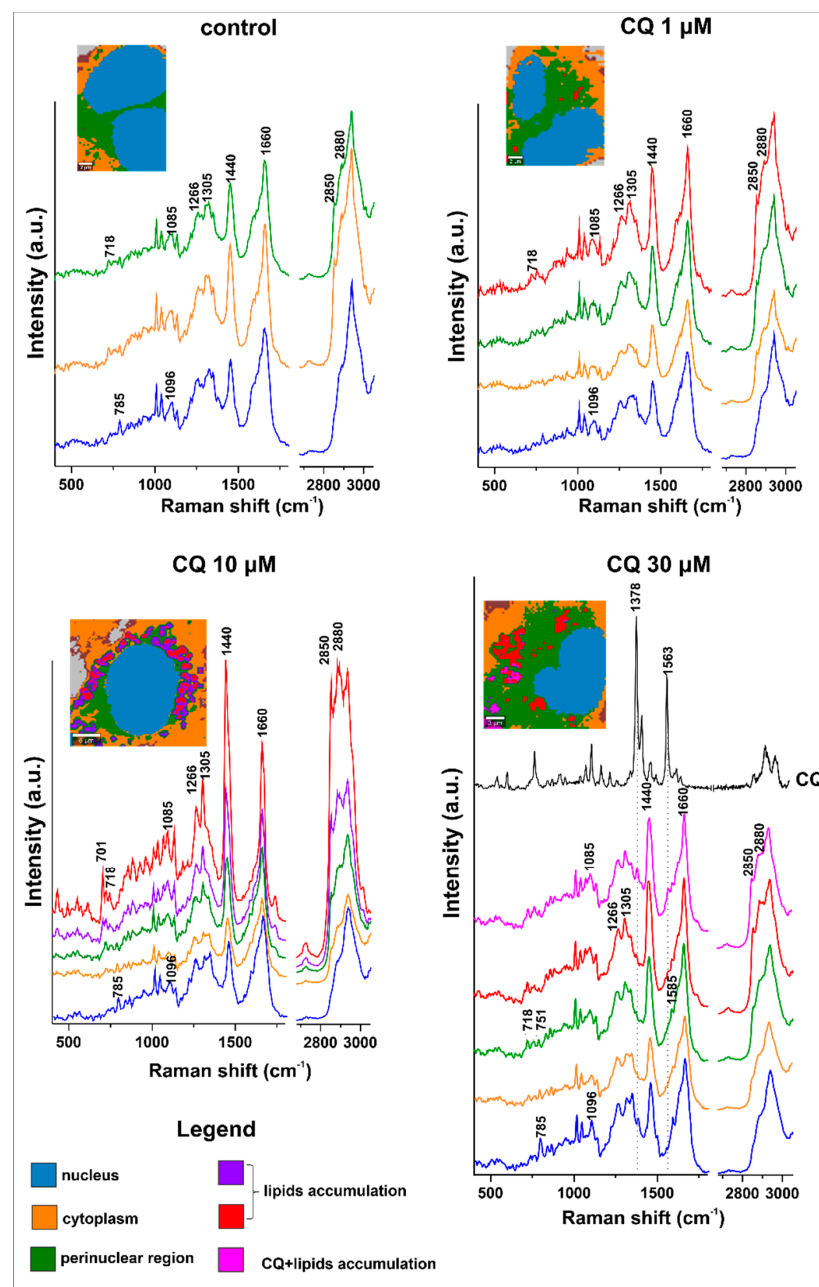 control
2 μm
718
1085
1266
1305
1440
1660
2850
2880
785
1096
Intensity (a.u.)
500 1000 1500 2800 3000
Raman shift (cm-1)
CQ 1 μM
718
1085
1266
1305
1440
1660
2850
2880
1096
Intensity (a.u.)
500 1000 1500 2800 3000
Raman shift (cm-1)
CQ 10 μM
701
718
1085
1266
1305
1440
1660
2850
2880
785
1096
Intensity (a.u.)
500 1000 1500 2800 3000
Raman shift (cm-1)
CQ 30 μM
1378
1563
CQ
1085
1440
1660
2850
2880
1266
1305
718
751
1585
785
1096
Intensity (a.u.)
500 1000 1500 2800 3000
Raman shift (cm-1)
Legend
nucleus
cytoplasm
perinuclear region
lipids accumulation
CQ+lipids accumulation